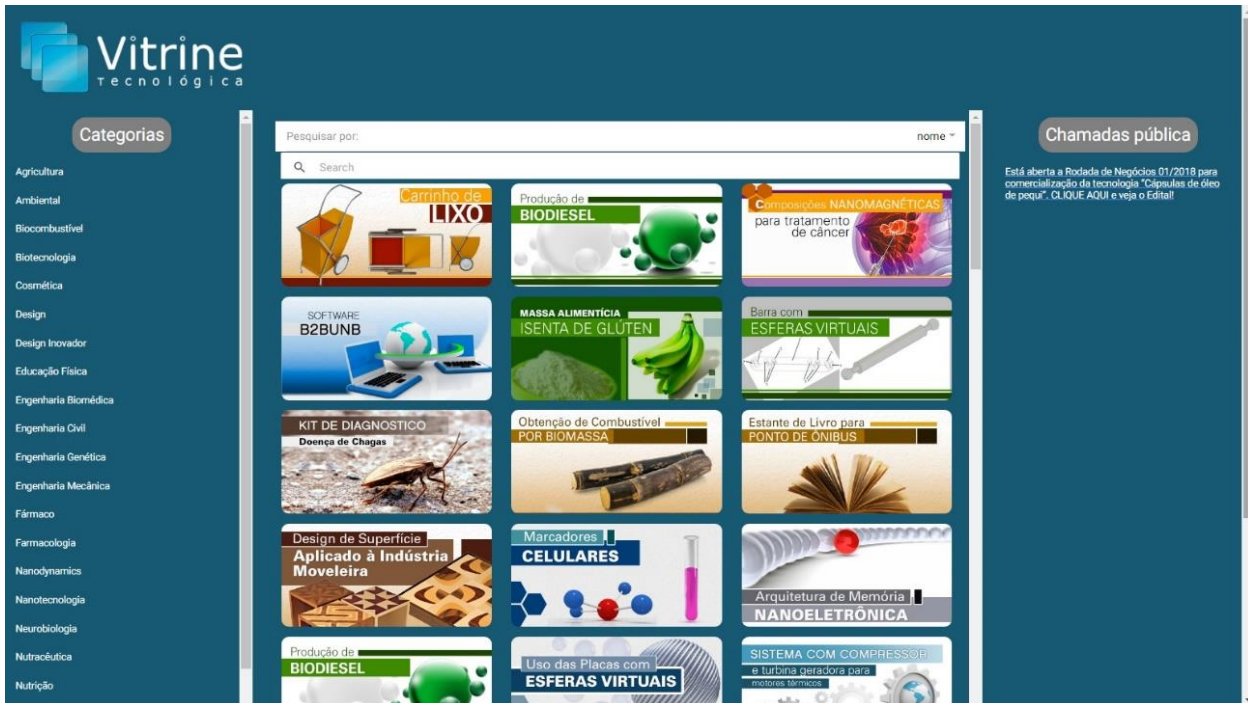 Vitrine
Tecnológica
Categorias
Agricultura
Ambiental
Biocombustível
Biotecnologia
Cosmética
Design
Design Inovador
Educação Física
Engenharia Biomédica
Engenharia Civil
Engenharia Genética
Engenharia Mecânica
Fármaco
Farmacologia
Nanodynamics
Nanotecnologia
Neurobiologia
Nutracêutica
Nutrição
Pesquisar por:
nome
Search
Carrinho de
LIXO
Produção de
BIODIESEL
Composições NANOMAGNÉTICAS
para tratamento
de câncer
SOFTWARE
B2BUNB
MASSA ALIMENTÍCIA
ISENTA DE GLÚTEN
Barra com
ESFERAS VIRTUAIS
KIT DE DIAGNOSTICO
Doença de Chagas
Obtenção de Combustível
POR BIOMASSA
Estante de Livro para
PONTO DE ÔNIBUS
Design de Superfície
Aplicado à Indústria
Moveleira
Marcadores
CELULARES
Arquitetura de Memória
NANOELETRÔNICA
Produção de
BIODIESEL
Uso das Placas com
ESFERAS VIRTUAIS
SISTEMA COM COMPRESSOR
e turbina geradora para
motores térmicos
Chamadas pública
Está aberta a Rodada de Negócios 01/2018 para
comercialização da tecnologia "Cápsulas de óleo
de pequi". CLIQUE AQUI e veja o Edital!